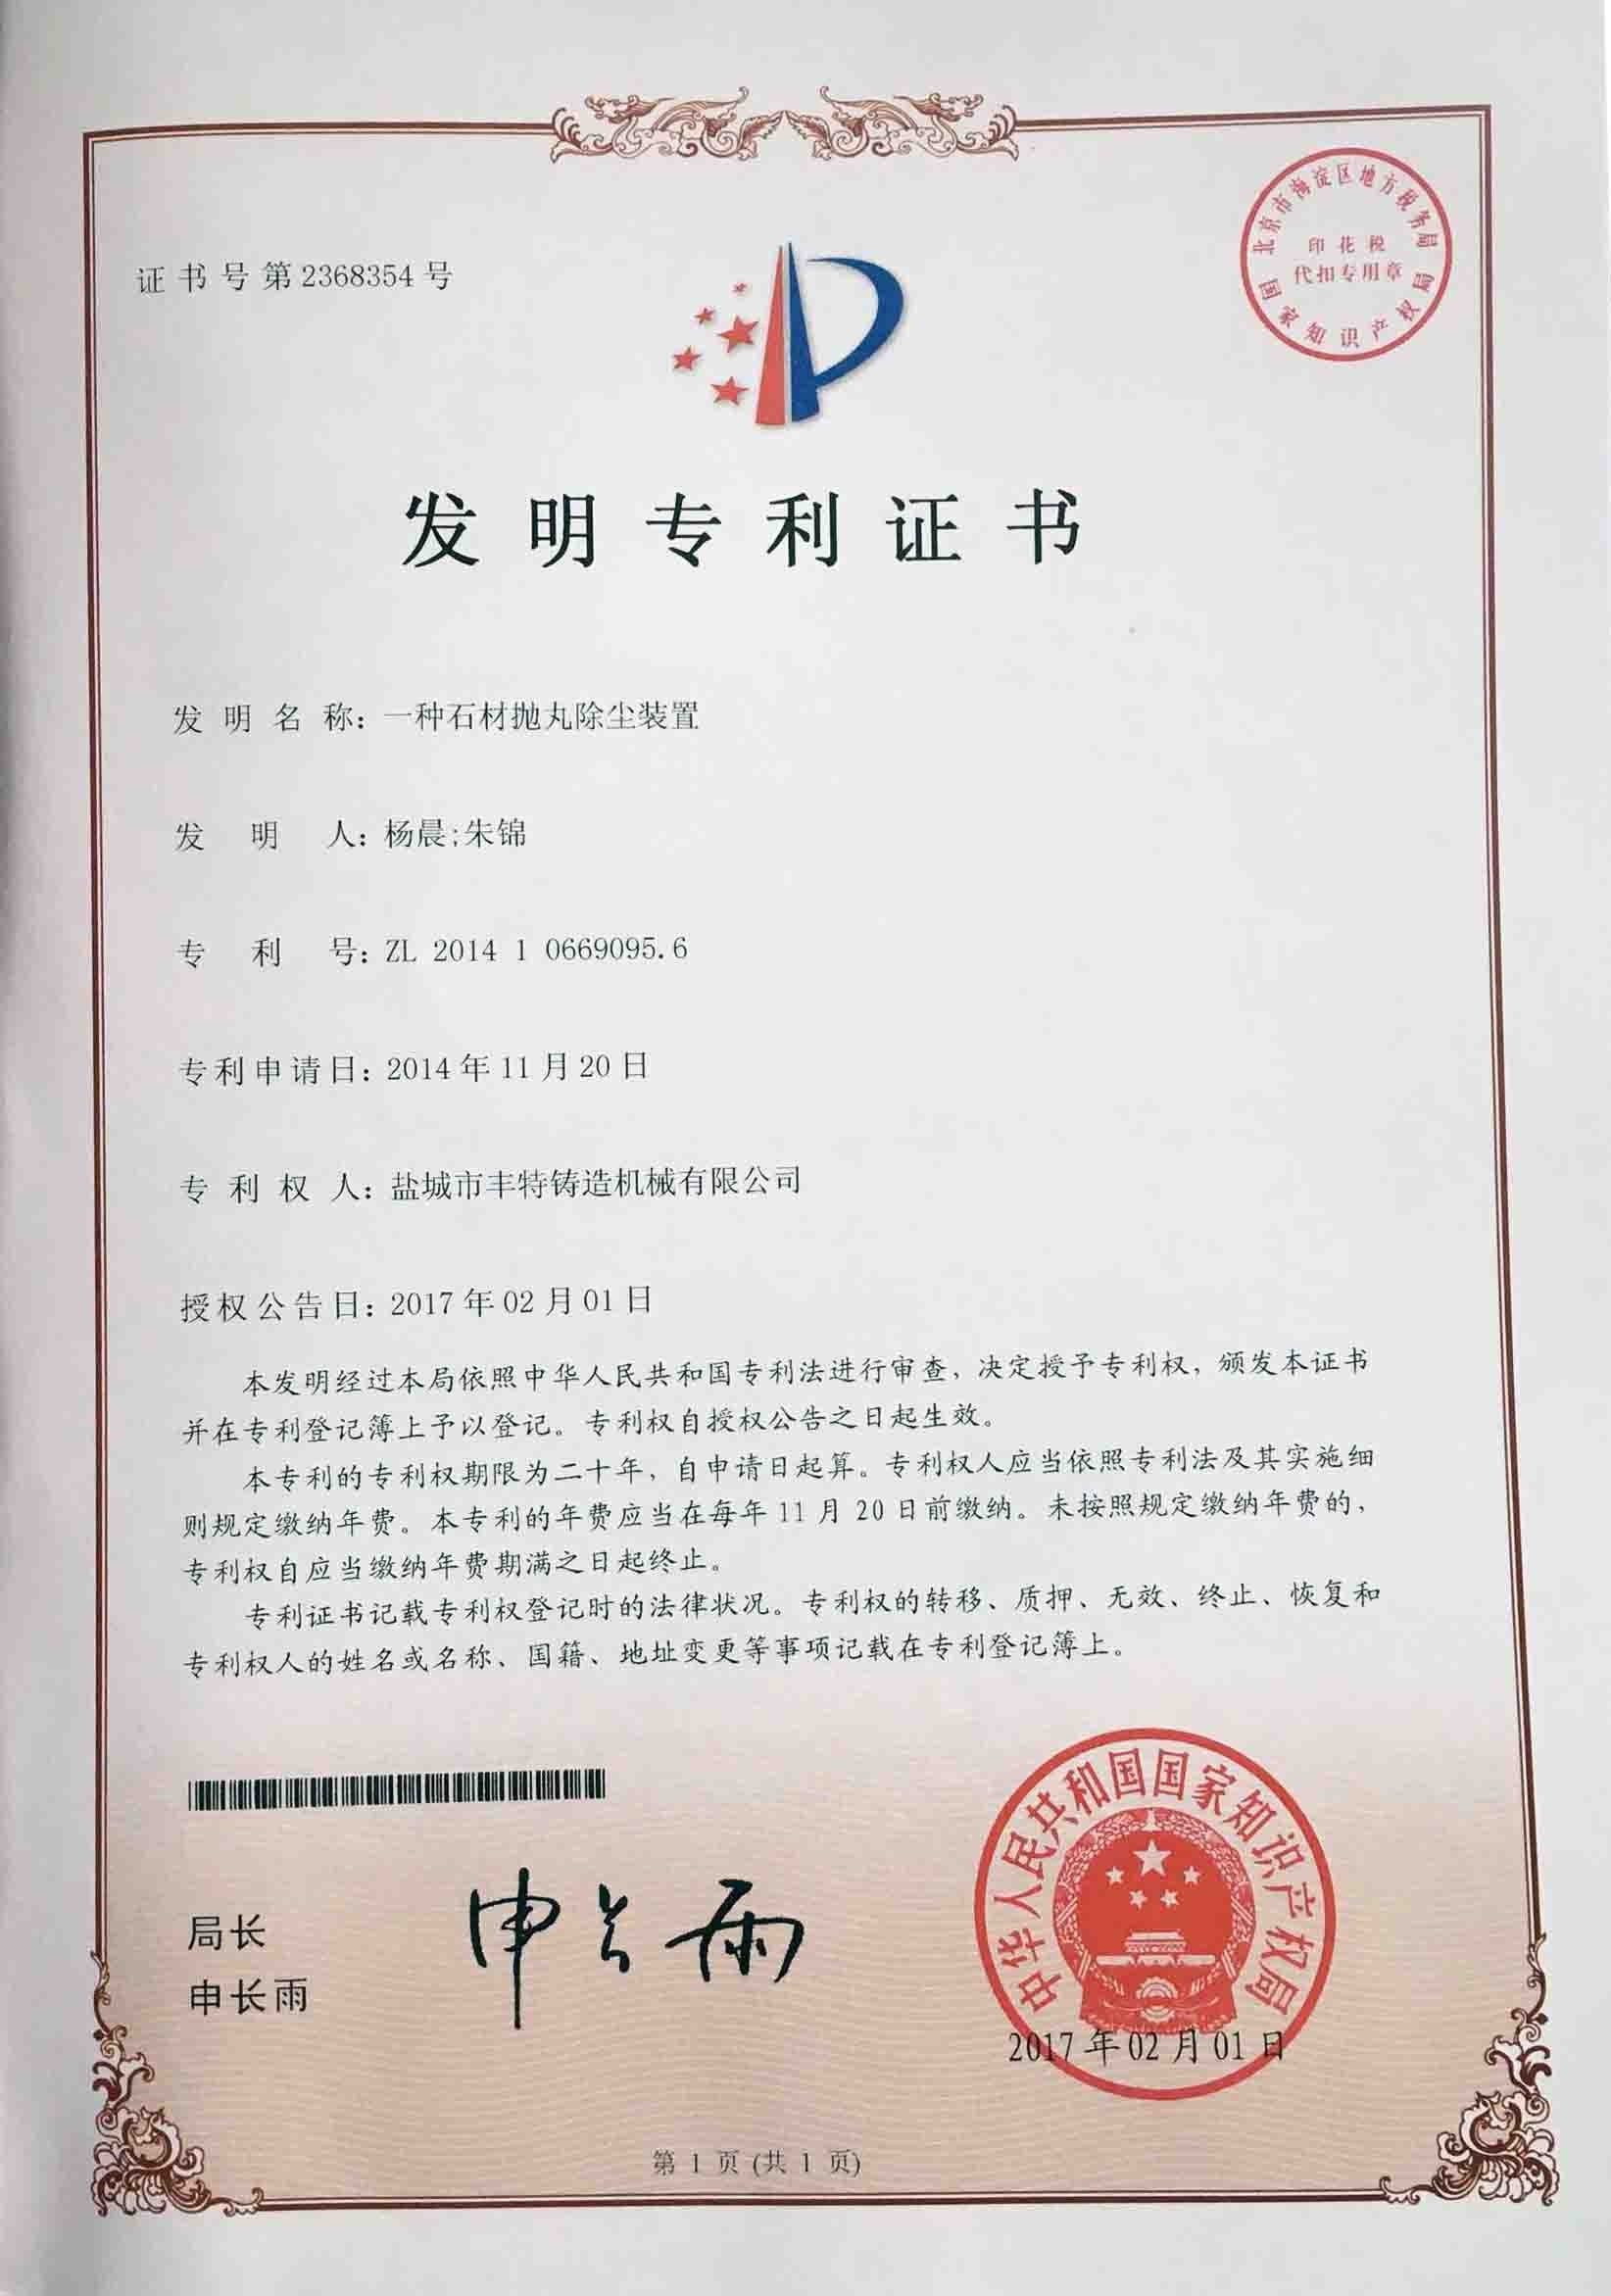 证书号第2368354号
北京市海淀区地方税务局
印花税
代扣专用章
国家知识产权局
发明专利证书
发明名称：一种石材抛丸除尘装置
发明人：杨晨;朱锦
专利号：ZL 2014 1 0669095.6
专利申请日：2014年11月20日
专利权人：盐城市丰特铸造机械有限公司
授权公告日：2017年02月01日
本发明经过本局依照中华人民共和国专利法进行审查，决定授予专利权，颁发本证书
并在专利登记簿上予以登记。专利权自授权公告之日起生效。
本专利的专利权期限为二十年，自申请日起算。专利权人应当依照专利法及其实施细
则规定缴纳年费。本专利的年费应当在每年11月20日前缴纳。未按照规定缴纳年费的，
专利权自应当缴纳年费期满之日起终止。
专利证书记载专利权登记时的法律状况。专利权的转移、质押、无效、终止、恢复和
专利权人的姓名或名称、国籍、地址变更等事项记载在专利登记簿上。
局长
申长雨
申长雨
中华人民共和国国家知识产权局
2017年02月01日
第 1 页 (共 1 页)